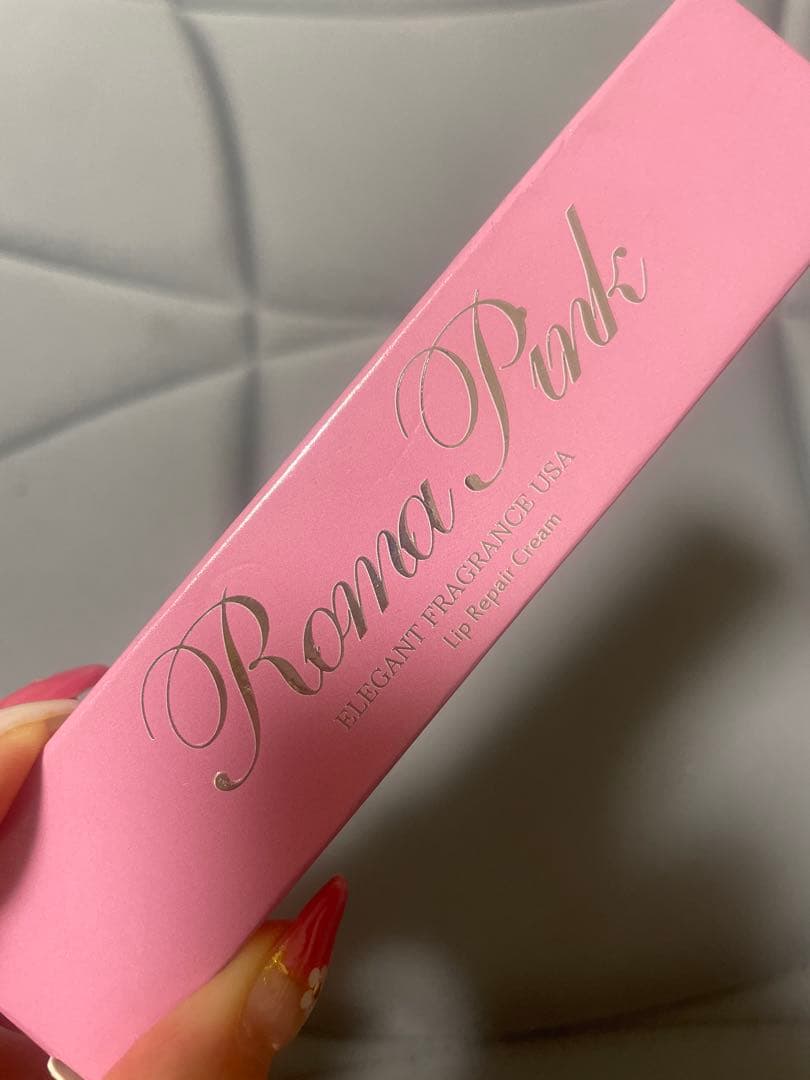 Roma Pink
ELEGANT FRAGRANCE USA
Lip Repair Cream